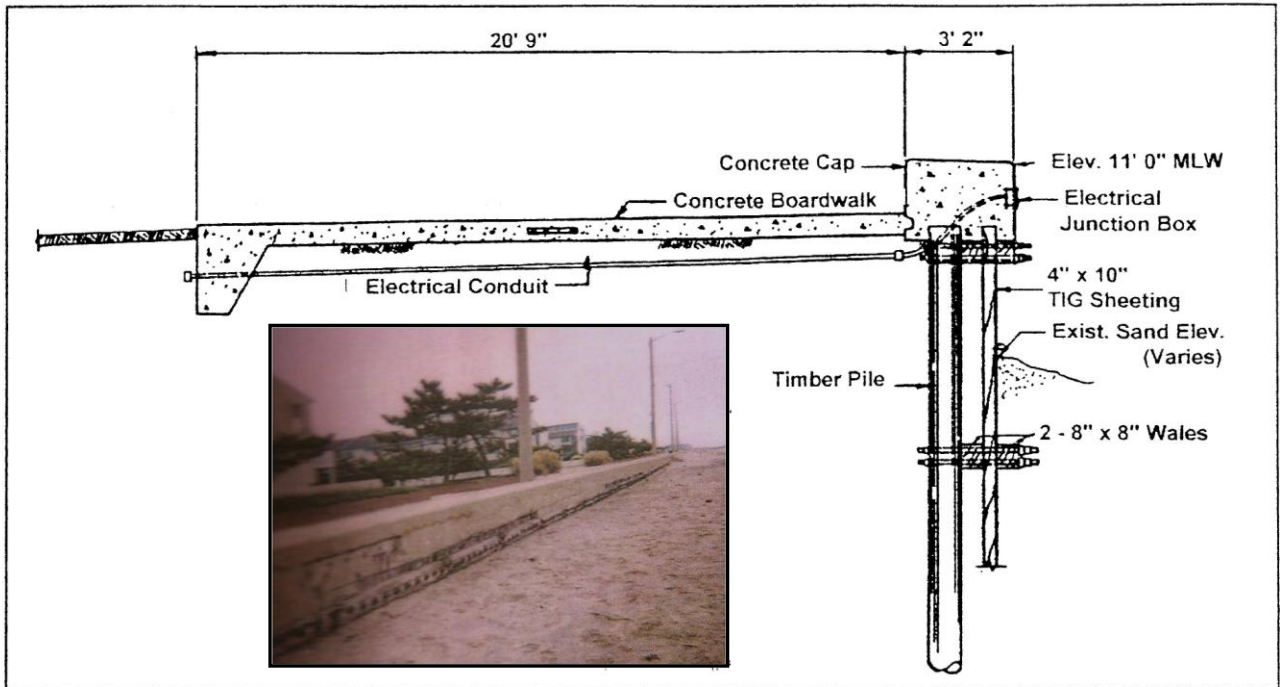 20' 9"
3' 2"
Concrete Cap
Elev. 11' 0" MLW
Concrete Boardwalk
Electrical
Junction Box
Electrical Conduit
4" x 10"
TIG Sheeting
Exist. Sand Elev.
(Varies)
Timber Pile
2 - 8" x 8" Wales